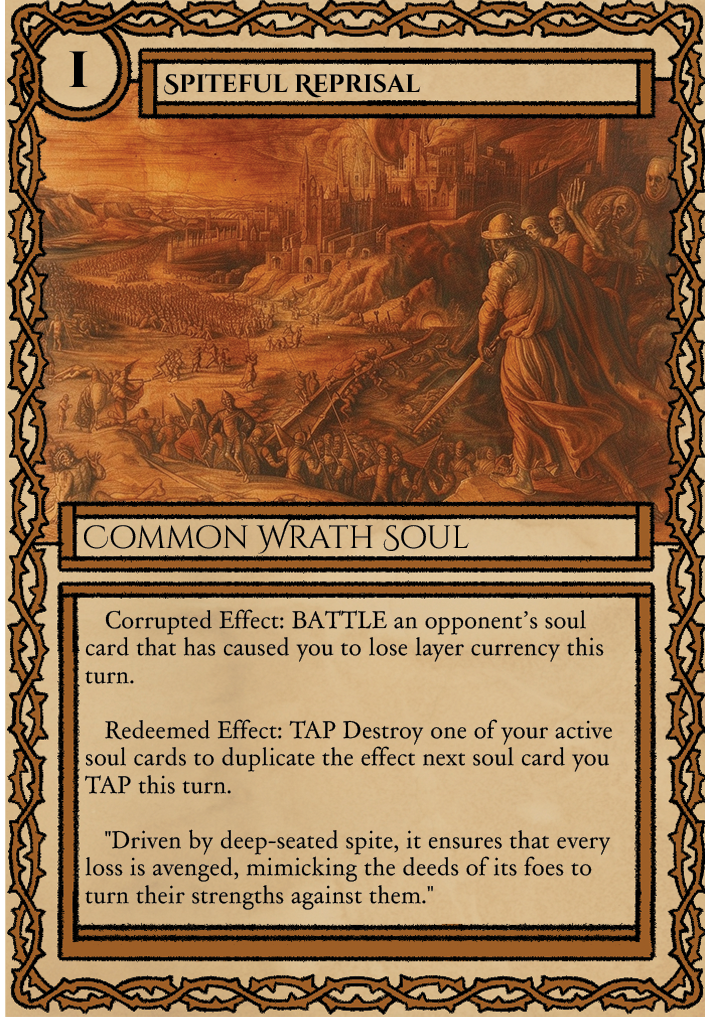 I
Spiteful Reprisal
Common Wrath Soul
Corrupted Effect: BATTLE an opponent's soul
card that has caused you to lose layer currency this
turn.
Redeemed Effect: TAP Destroy one of your active
soul cards to duplicate the effect next soul card you
TAP this turn.
"Driven by deep-seated spite, it ensures that every
loss is avenged, mimicking the deeds of its foes to
turn their strengths against them."